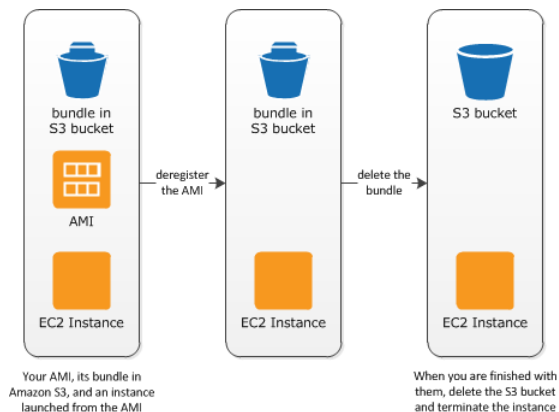 bundle in
S3 bucket
AMI
EC2 Instance
Your AMI, its bundle in
Amazon S3, and an instance
launched from the AMI
deregister
the AMI
bundle in
S3 bucket
EC2 Instance
delete the
bundle
S3 bucket
EC2 Instance
When you are finished with
them, delete the S3 bucket
and terminate the instance